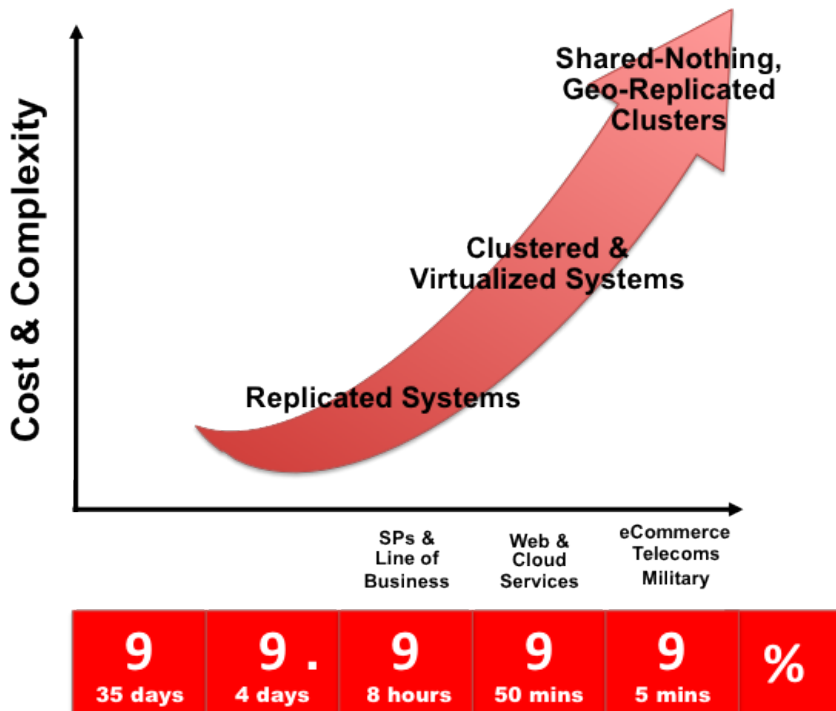 Cost & Complexity
Shared-Nothing,
Geo-Replicated
Clusters
Clustered &
Virtualized Systems
Replicated Systems
SPs &
Line of
Business
Web &
Cloud
Services
eCommerce
Telecoms
Military
9 9 . 9 9 9 %
35 days 4 days 8 hours 50 mins 5 mins